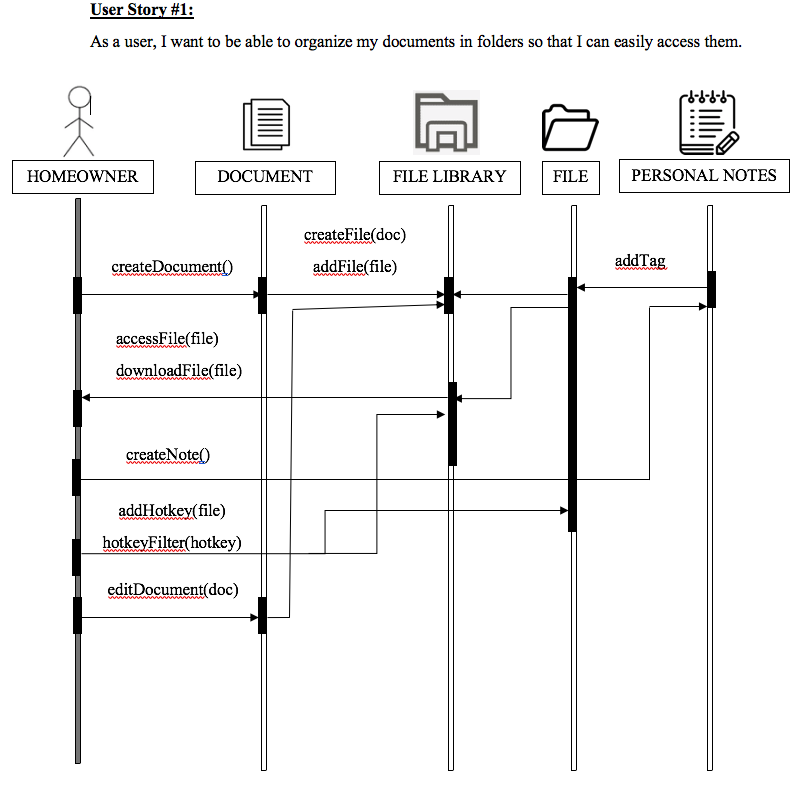 User Story #1:
As a user, I want to be able to organize my documents in folders so that I can easily access them.
HOMEOWNER
DOCUMENT
FILE LIBRARY
FILE
PERSONAL NOTES
createFile(doc)
createDocument()
addFile(file)
addTag
accessFile(file)
downloadFile(file)
createNote()
addHotkey(file)
hotkeyFilter(hotkey)
editDocument(doc)